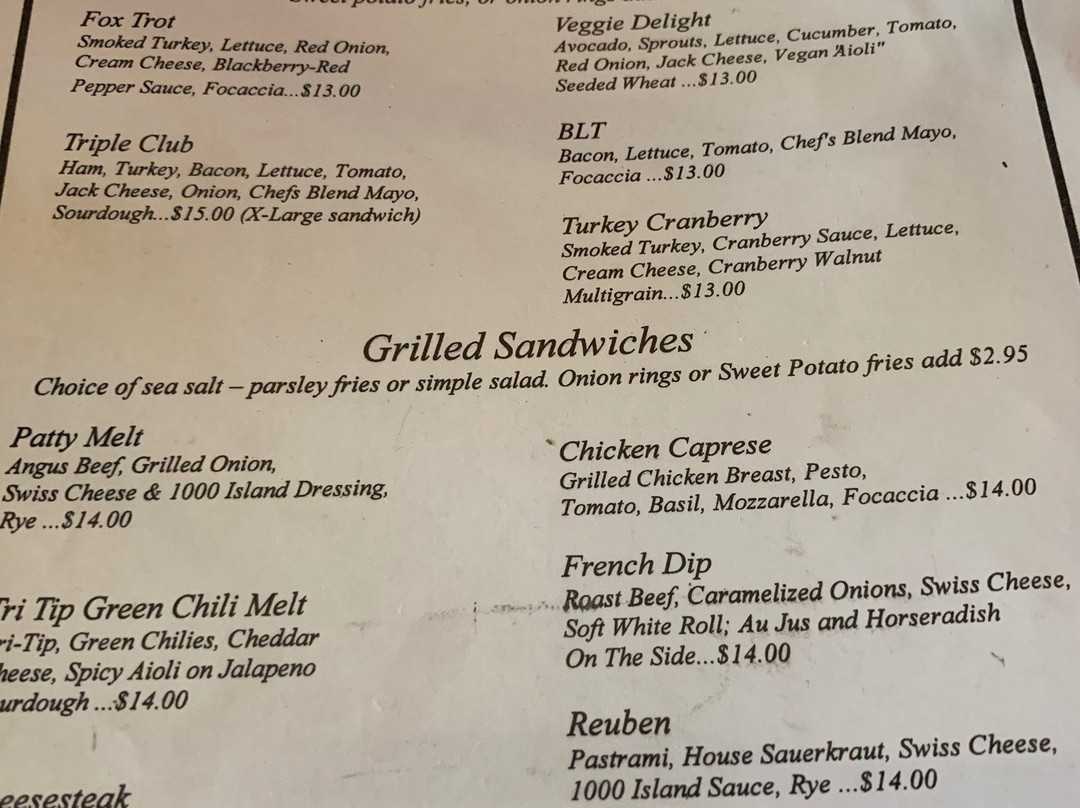 Fox Trot
Smoked Turkey, Lettuce, Red Onion,
Cream Cheese, Blackberry-Red
Pepper Sauce, Focaccia...$13.00
Triple Club
Ham, Turkey, Bacon, Lettuce, Tomato,
Jack Cheese, Onion, Chefs Blend Mayo,
Sourdough...$15.00 (X-Large sandwich)
Veggie Delight
Avocado, Sprouts, Lettuce, Cucumber, Tomato,
Red Onion, Jack Cheese, Vegan 'Aioli"
Seeded Wheat ...$13.00
BLT
Bacon, Lettuce, Tomato, Chef's Blend Mayo,
Focaccia ...$13.00
Turkey Cranberry
Smoked Turkey, Cranberry Sauce, Lettuce,
Cream Cheese, Cranberry Walnut
Multigrain...$13.00
Grilled Sandwiches
Choice of sea salt – parsley fries or simple salad. Onion rings or Sweet Potato fries add $2.95
Patty Melt
Angus Beef, Grilled Onion,
Swiss Cheese & 1000 Island Dressing,
Rye ...$14.00
Tri Tip Green Chili Melt
ri-Tip, Green Chilies, Cheddar
heese, Spicy Aioli on Jalapeno
urdough ...$14.00
eesesteak
Chicken Caprese
Grilled Chicken Breast, Pesto,
Tomato, Basil, Mozzarella, Focaccia ...$14.00
French Dip
Roast Beef, Caramelized Onions, Swiss Cheese,
Soft White Roll; Au Jus and Horseradish
On The Side...$14.00
Reuben
Pastrami, House Sauerkraut, Swiss Cheese,
1000 Island Sauce, Rye ...$14.00